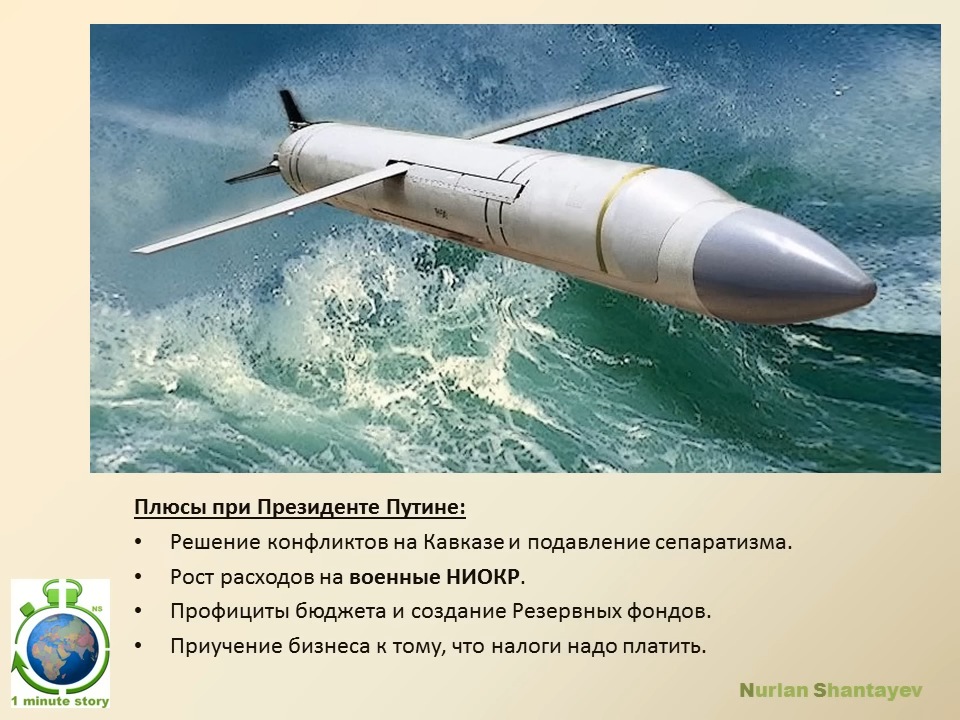 Плюсы при Президенте Путине:
• Решение конфликтов на Кавказе и подавление сепаратизма.
• Рост расходов на военные НИОКР.
• Профициты бюджета и создание Резервных фондов.
• Приучение бизнеса к тому, что налоги надо платить.
NS
1 minute story
Nurlan Shantayev